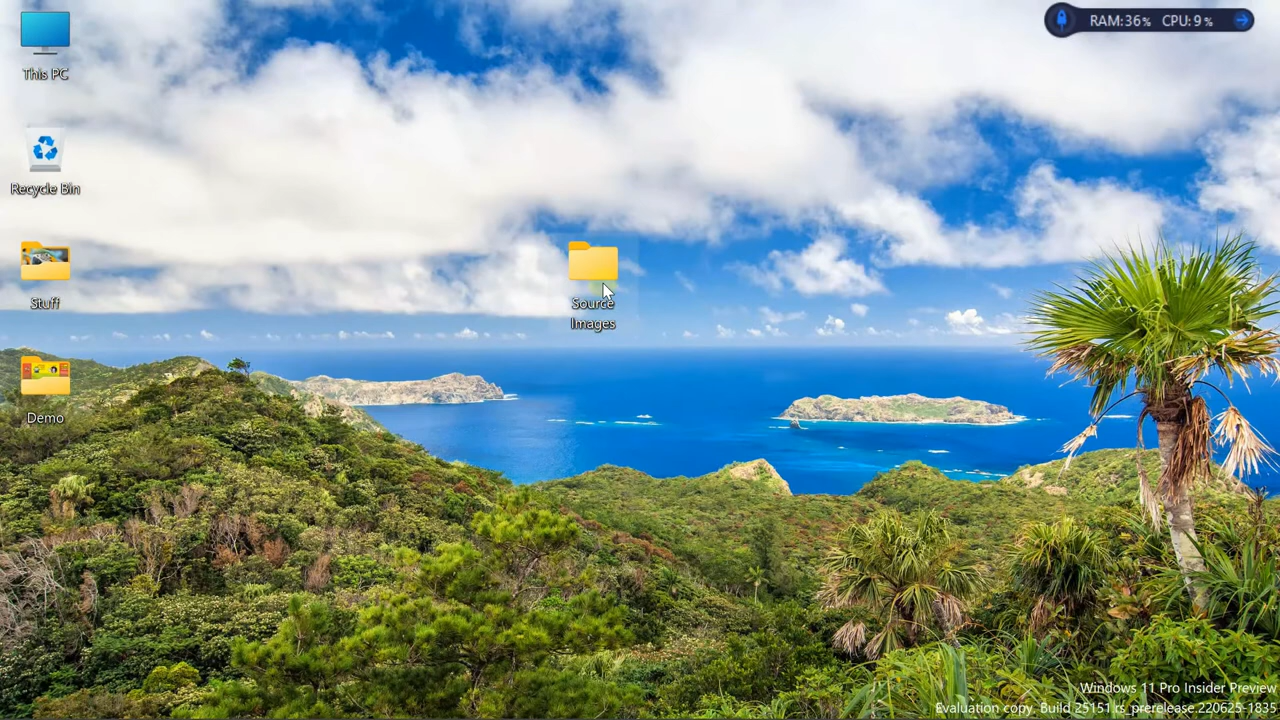 This PC
RAM:36% CPU:9%
Recycle Bin
Stuff
Source
Images
Demo
Windows 11 Pro Insider Preview
Evaluation copy. Build 25151.rs_prerelease.220625-1835